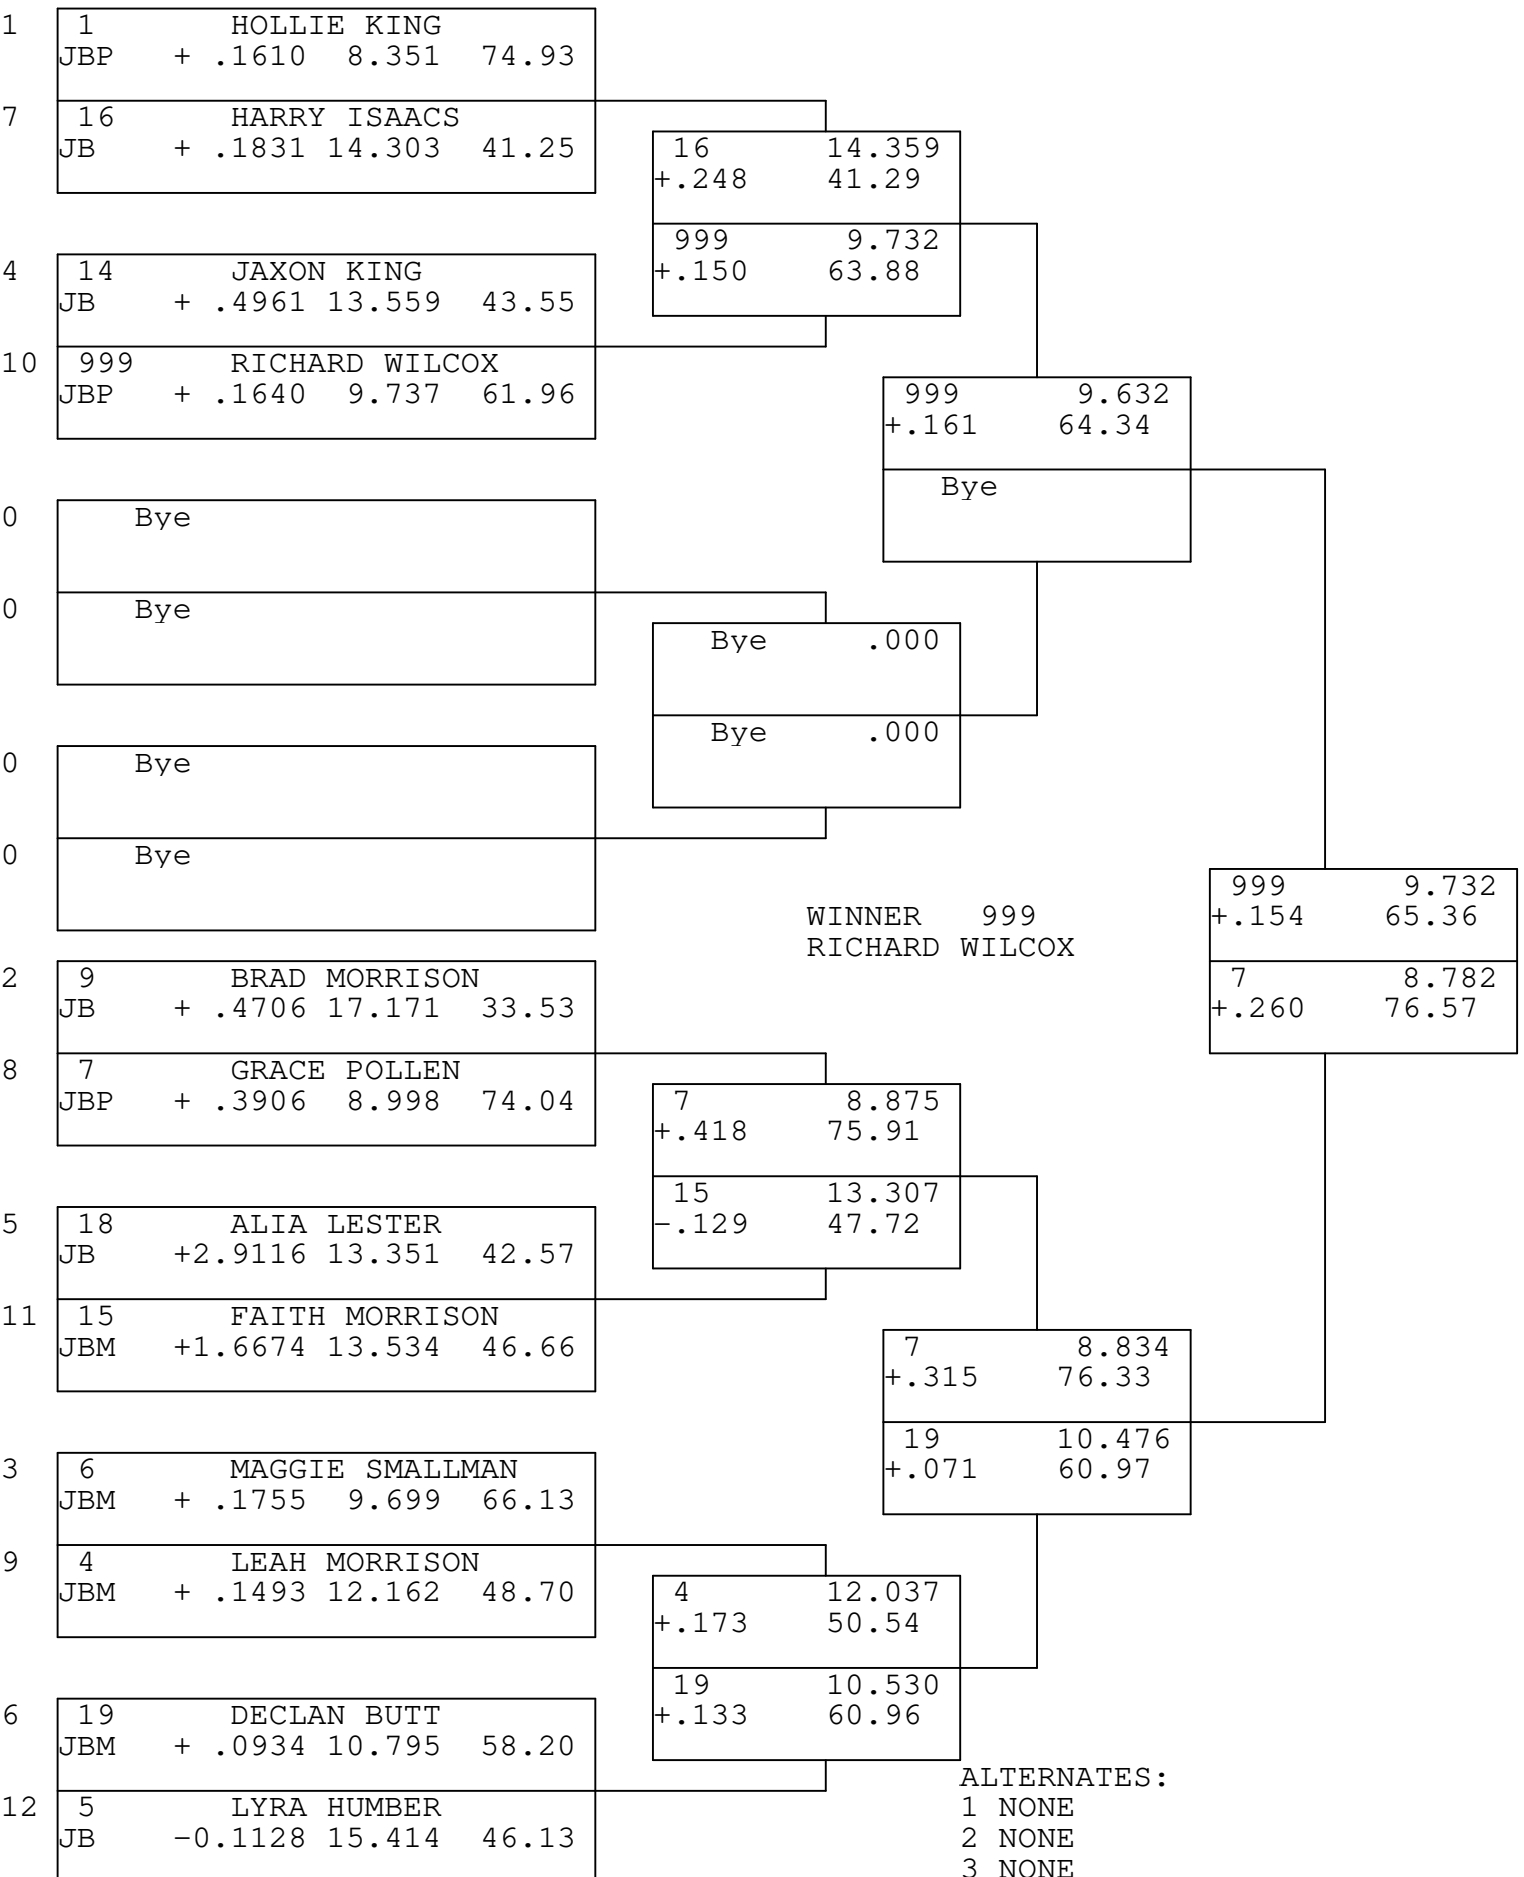 1 1 HOLLIE KING
JBP + .1610 8.351 74.93
7 16 HARRY ISAACS
JB + .1831 14.303 41.25
16 14.359
+.248 41.29
999 9.732
+.150 63.88
4 14 JAXON KING
JB + .4961 13.559 43.55
10 999 RICHARD WILCOX
JBP + .1640 9.737 61.96
999 9.632
+.161 64.34
Bye
0 Bye
0 Bye
Bye .000
Bye .000
0 Bye
0 Bye
WINNER 999
RICHARD WILCOX
999 9.732
+.154 65.36
7 8.782
+.260 76.57
2 9 BRAD MORRISON
JB + .4706 17.171 33.53
8 7 GRACE POLLEN
JBP + .3906 8.998 74.04
7 8.875
+.418 75.91
15 13.307
-.129 47.72
5 18 ALIA LESTER
JB +2.9116 13.351 42.57
11 15 FAITH MORRISON
JBM +1.6674 13.534 46.66
7 8.834
+.315 76.33
19 10.476
+.071 60.97
3 6 MAGGIE SMALLMAN
JBM + .1755 9.699 66.13
9 4 LEAH MORRISON
JBM + .1493 12.162 48.70
4 12.037
+.173 50.54
19 10.530
+.133 60.96
6 19 DECLAN BUTT
JBM + .0934 10.795 58.20
12 5 LYRA HUMBER
JB -0.1128 15.414 46.13
ALTERNATES:
1 NONE
2 NONE
3 NONE